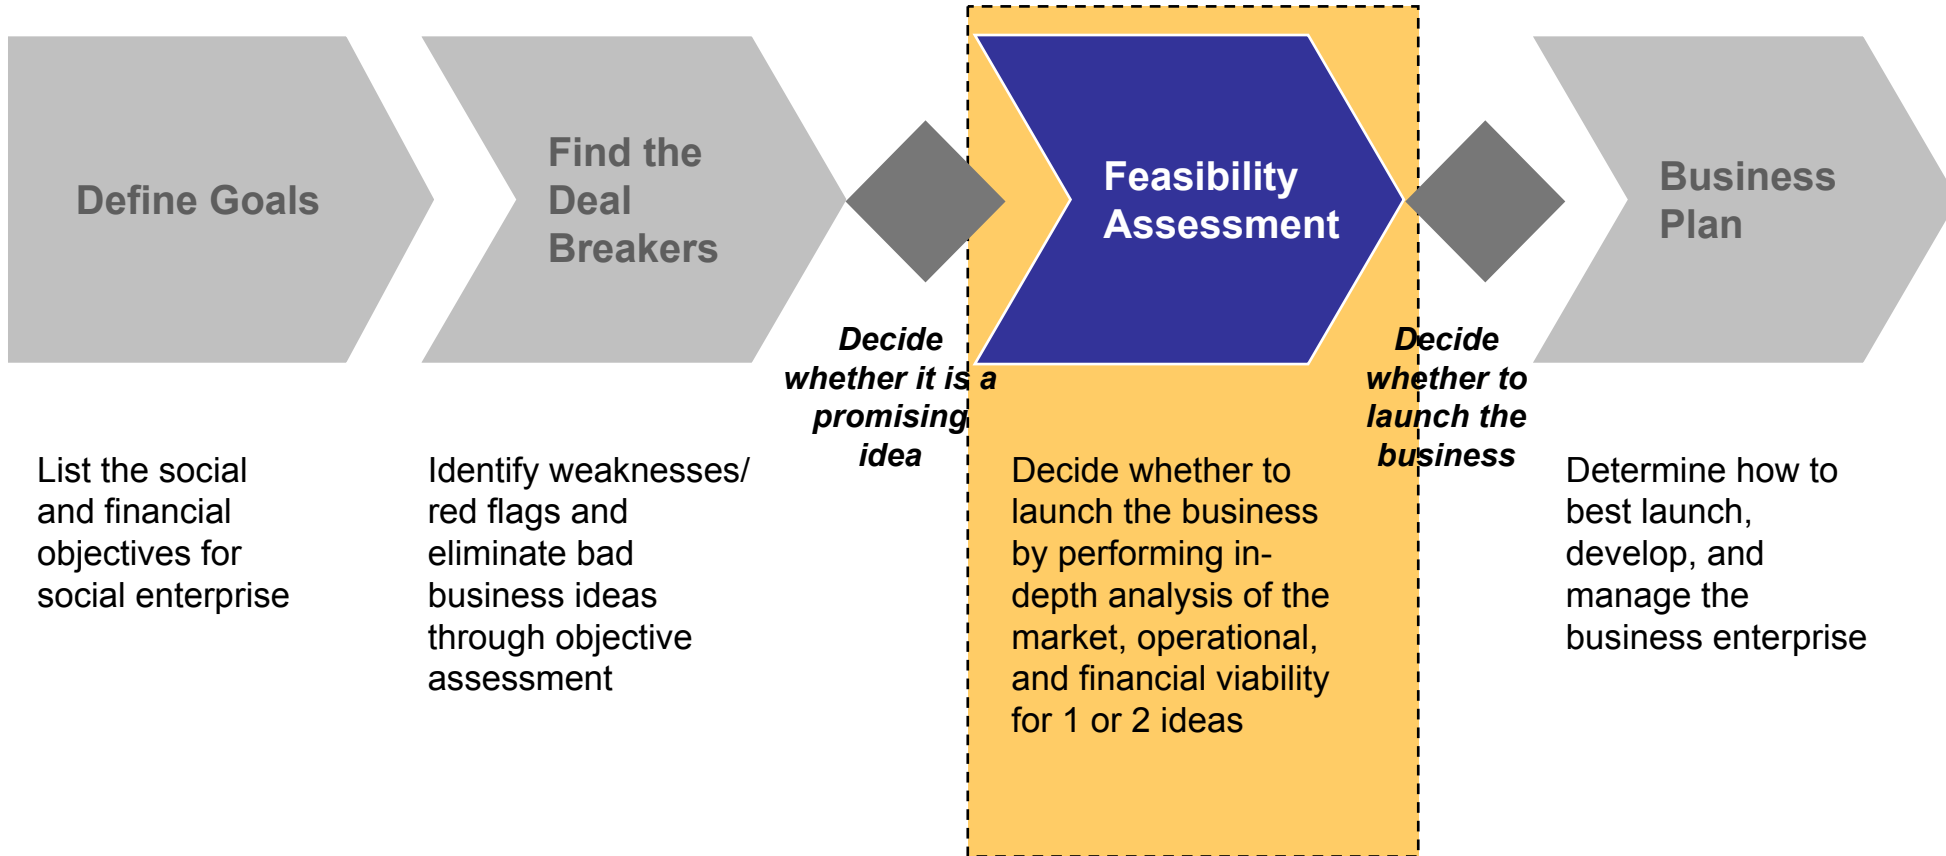 Define Goals
Find the
Deal
Breakers
Decide
whether it is a
promising
idea
Feasibility
Assessment
Decide
whether to
launch the
business
Business
Plan
List the social
and financial
objectives for
social enterprise
Identify weaknesses/
red flags and
eliminate bad
business ideas
through objective
assessment
Decide whether to
launch the business
by performing in-
depth analysis of the
market, operational,
and financial viability
for 1 or 2 ideas
Determine how to
best launch,
develop, and
manage the
business enterprise